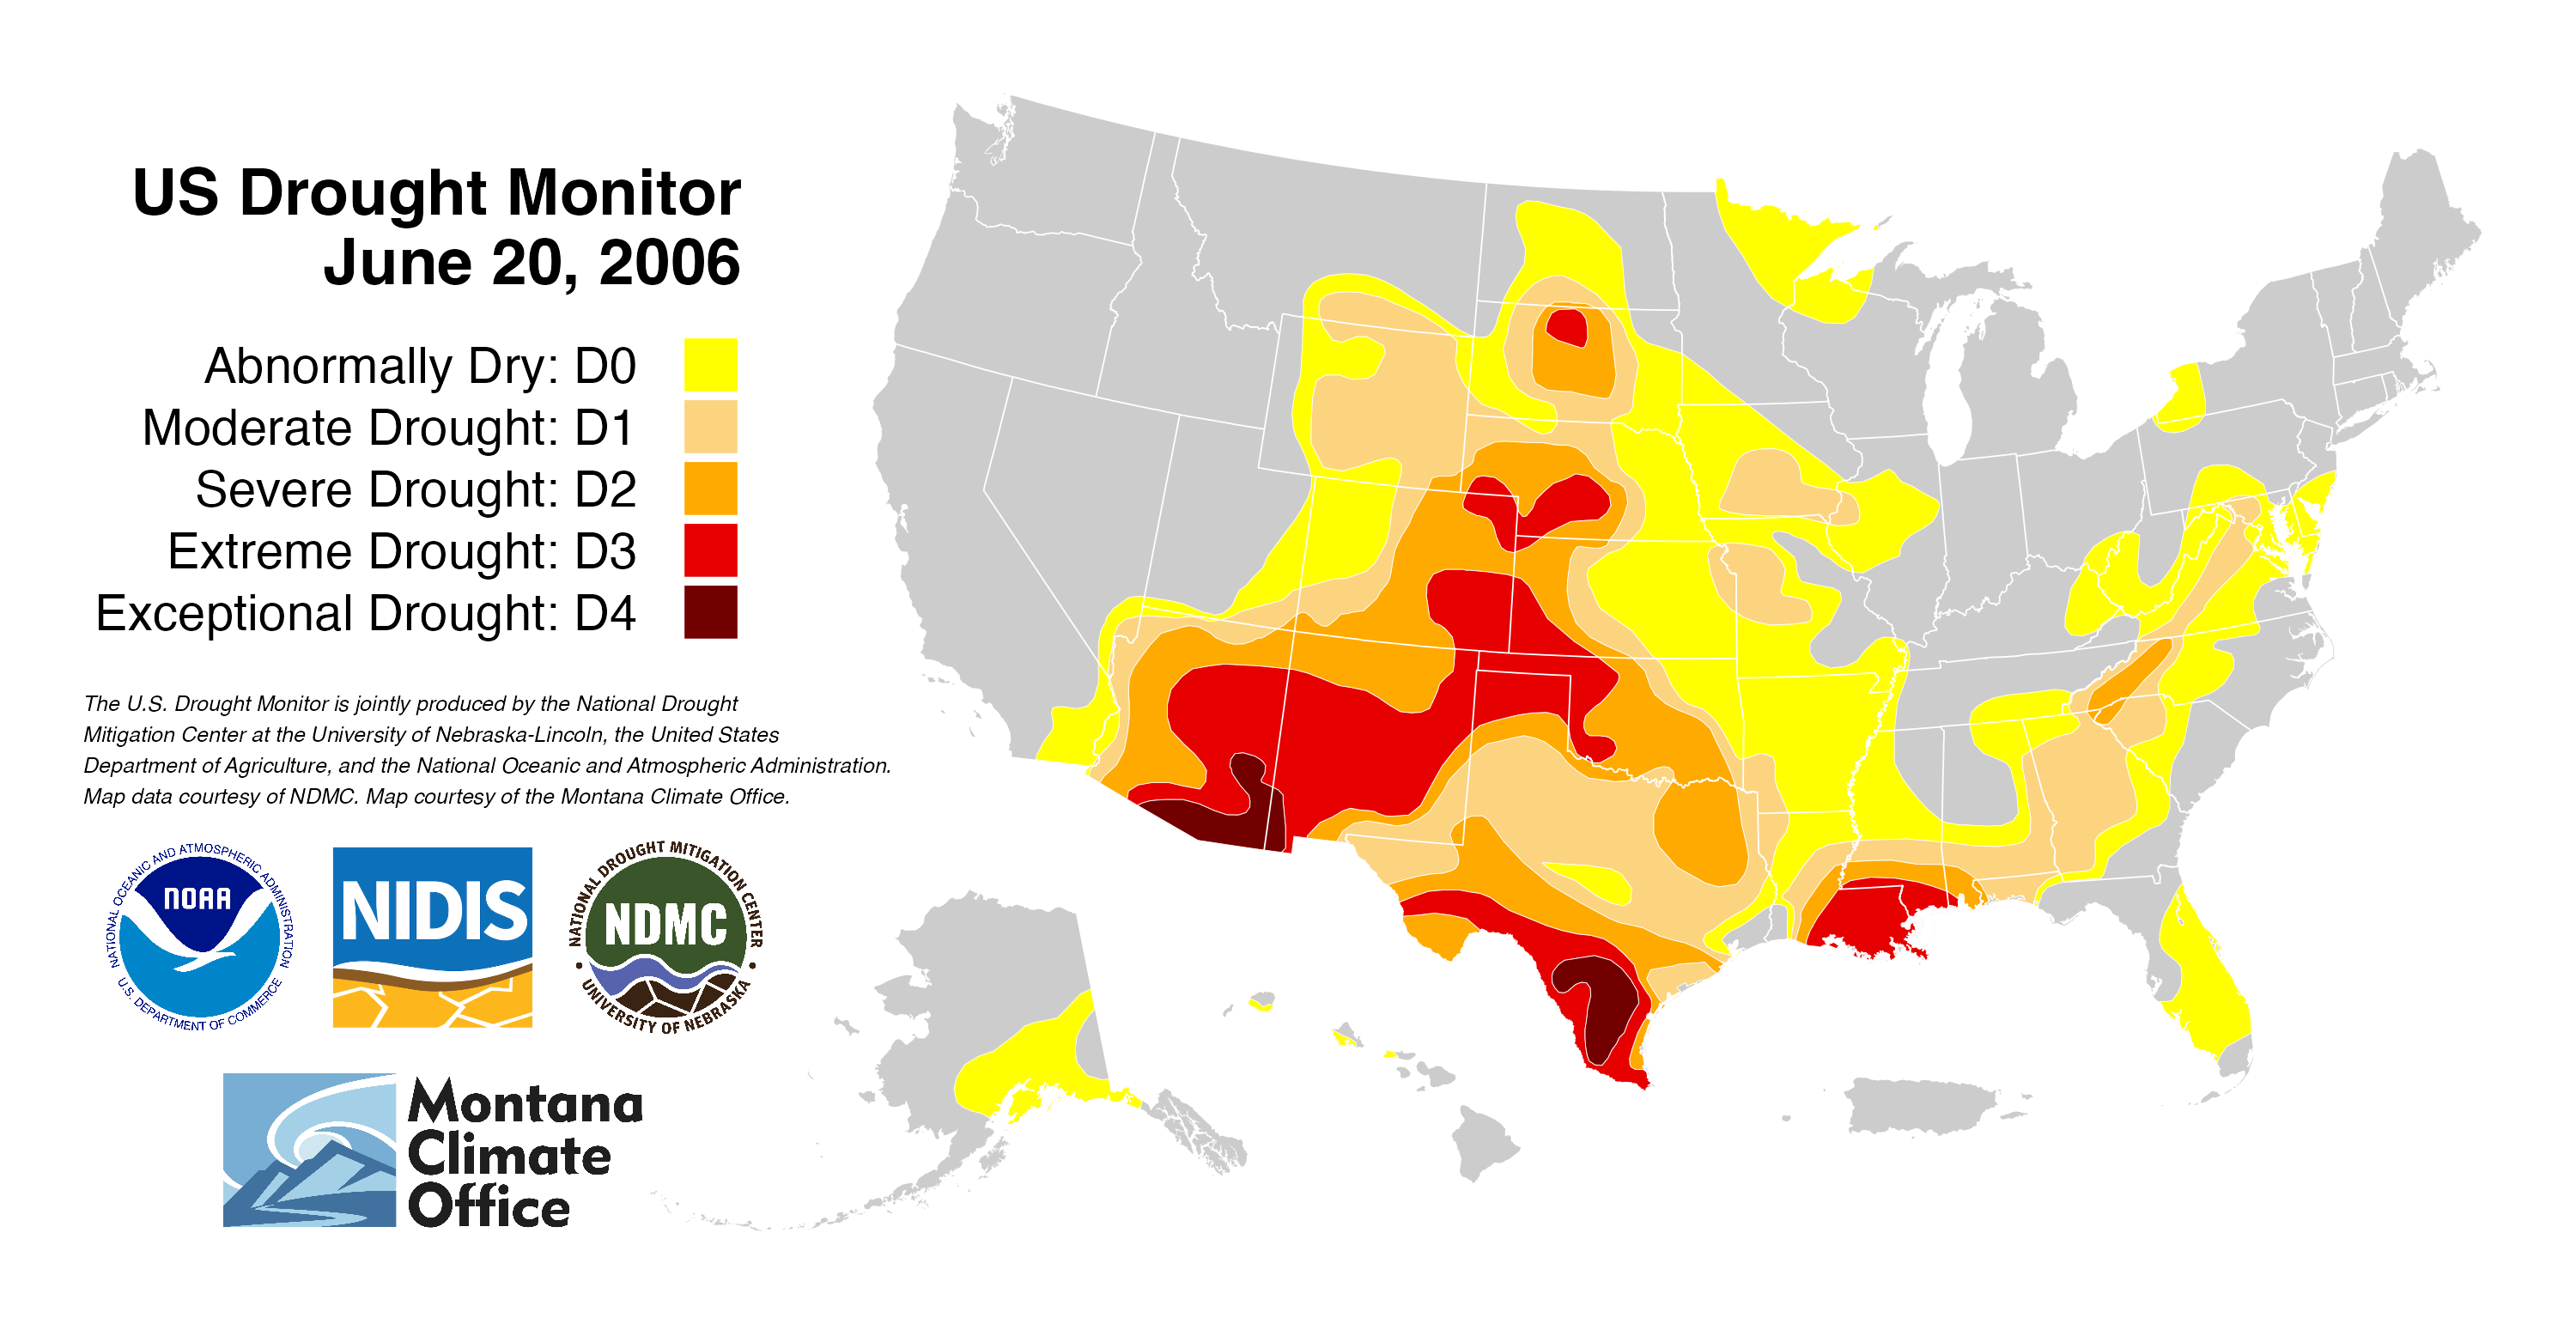 US Drought Monitor
June 20, 2006
Abnormally Dry: D0
Moderate Drought: D1
Severe Drought: D2
Extreme Drought: D3
Exceptional Drought: D4
The U.S. Drought Monitor is jointly produced by the National Drought
Mitigation Center at the University of Nebraska-Lincoln, the United States
Department of Agriculture, and the National Oceanic and Atmospheric Administration.
Map data courtesy of NDMC. Map courtesy of the Montana Climate Office.
NATIONAL OCEANIC AND ATMOSPHERIC ADMINISTRATION
NOAA
U.S. DEPARTMENT OF COMMERCE
NIDIS
NATIONAL DROUGHT MITIGATION CENTER
NDMC
UNIVERSITY OF NEBRASKA
Montana
Climate
Office